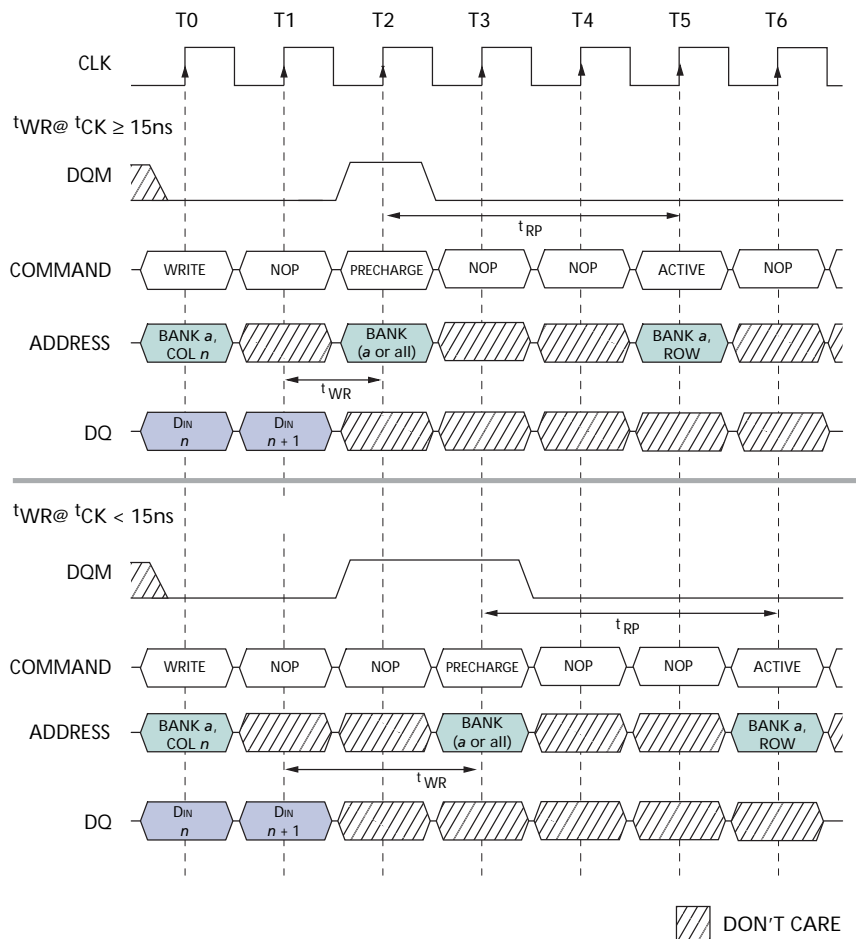 T0 T1 T2 T3 T4 T5 T6
CLK
tWR@ tCK ≥ 15ns
DQM
tRP
COMMAND WRITE NOP PRECHARGE NOP NOP ACTIVE NOP
ADDRESS BANK a, COL n BANK (a or all) BANK a, ROW
tWR
DQ DIN n DIN n + 1
tWR@ tCK < 15ns
DQM
tRP
COMMAND WRITE NOP NOP PRECHARGE NOP NOP ACTIVE
ADDRESS BANK a, COL n BANK (a or all) BANK a, ROW
tWR
DQ DIN n DIN n + 1
DON'T CARE